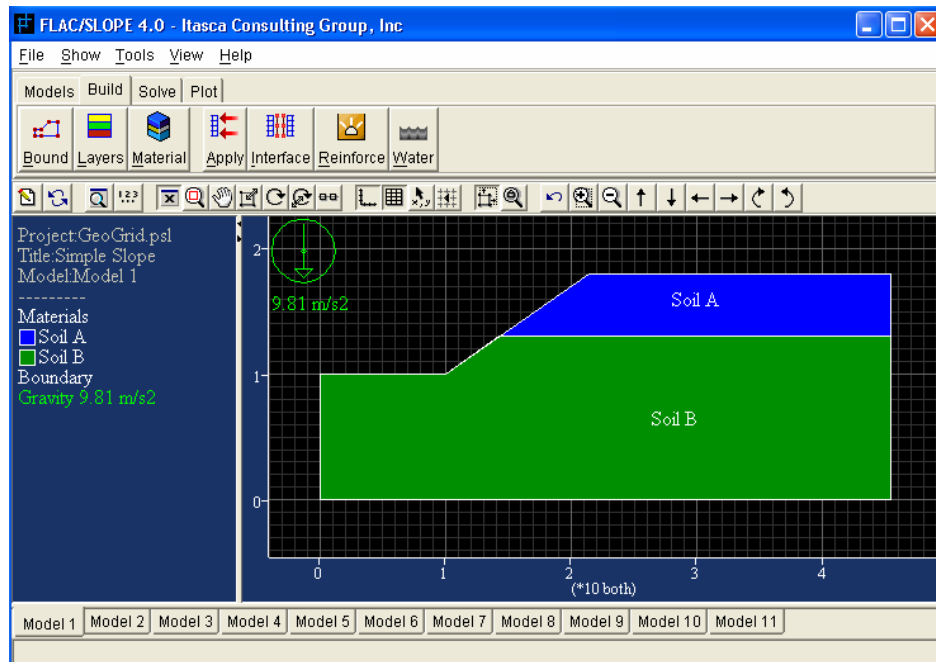 FLAC/SLOPE 4.0 - Itasca Consulting Group, Inc
File Show Tools View Help
Models Build Solve Plot
Bound Layers Material Apply Interface Reinforce Water
123
Project:GeoGrid.psl
Title:Simple Slope
Model:Model 1
---------
Materials
Soil A
Soil B
Boundary
Gravity 9.81 m/s2
2
9.81 m/s2
Soil A
1
Soil B
0
0 1 2 3 4
(*10 both)
Model 1 Model 2 Model 3 Model 4 Model 5 Model 6 Model 7 Model 8 Model 9 Model 10 Model 11